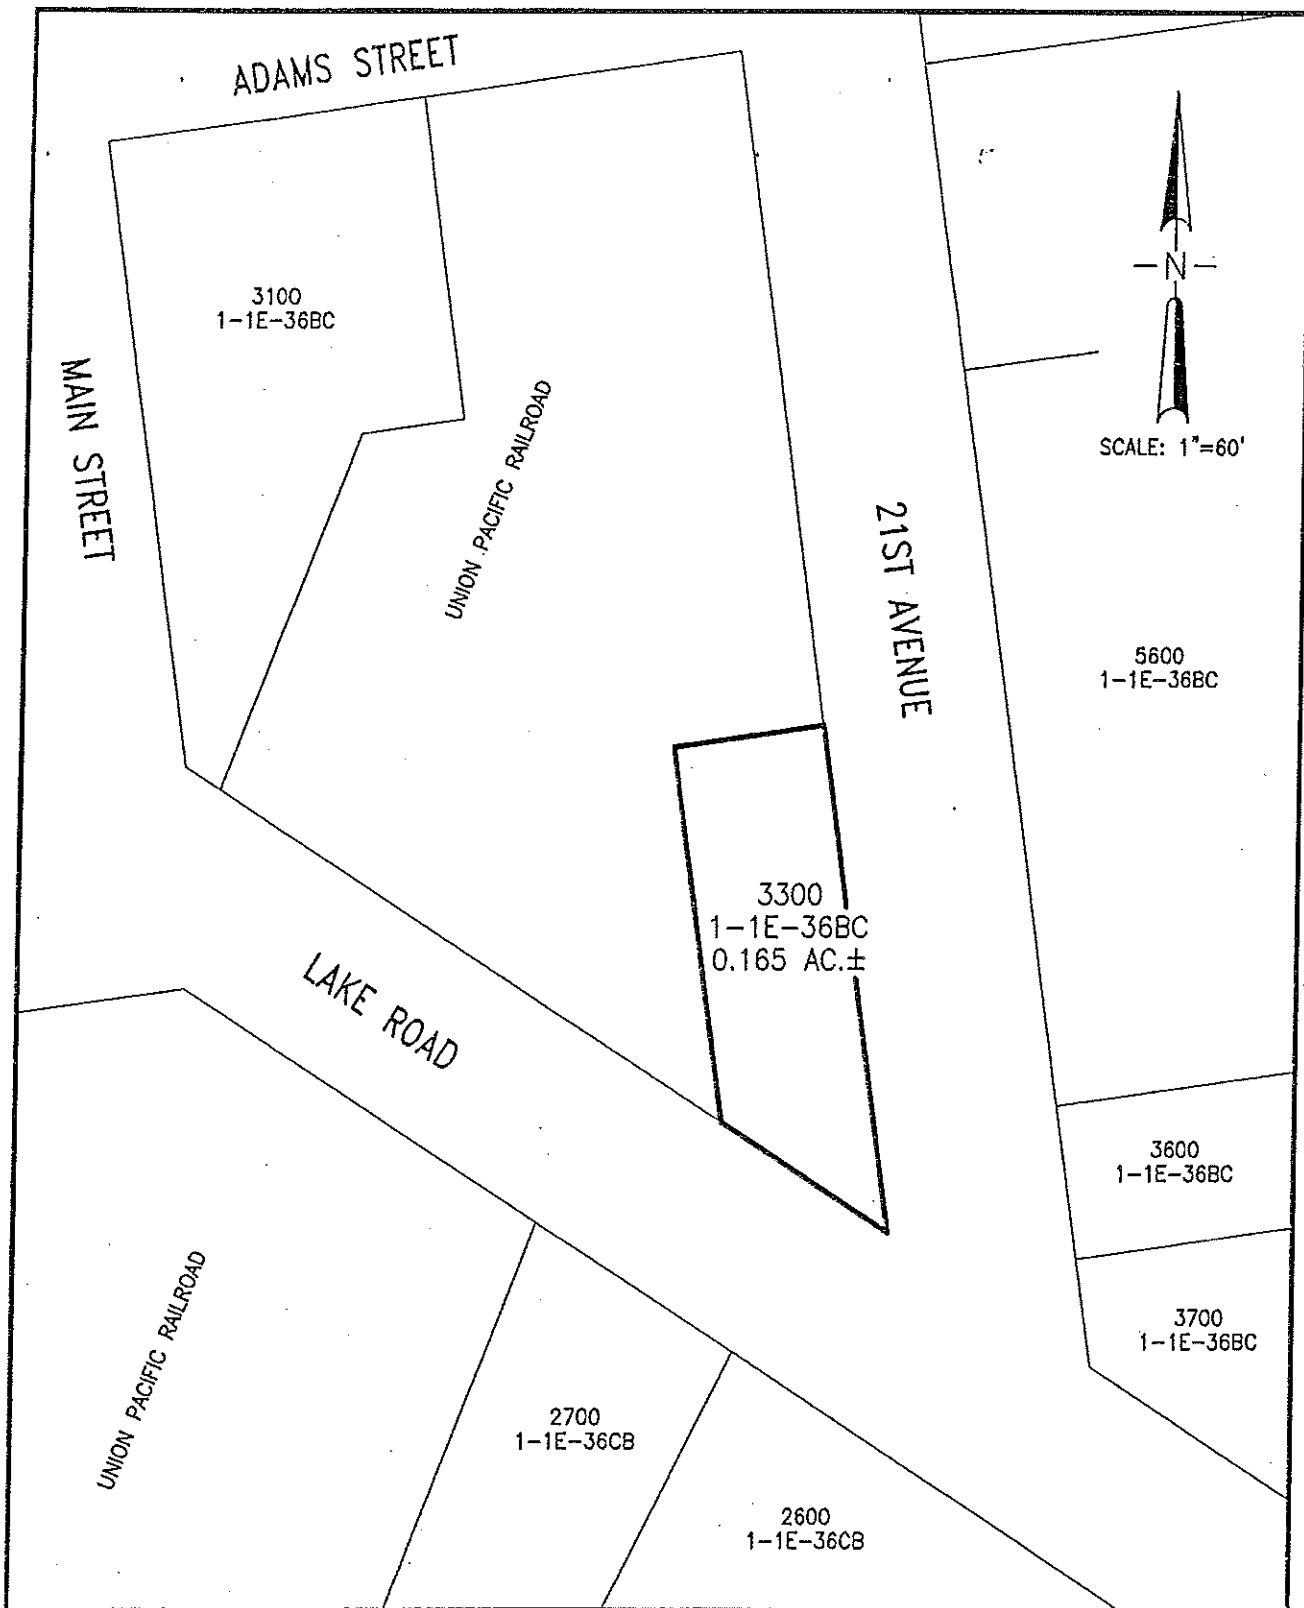 ADAMS STREET
3100
1-1E-36BC
MAIN STREET
UNION PACIFIC RAILROAD
N
SCALE: 1"=60'
21ST AVENUE
5600
1-1E-36BC
3300
1-1E-36BC
0.165 AC.±
LAKE ROAD
3600
1-1E-36BC
UNION PACIFIC RAILROAD
3700
1-1E-36BC
2700
1-1E-36CB
2600
1-1E-36CB